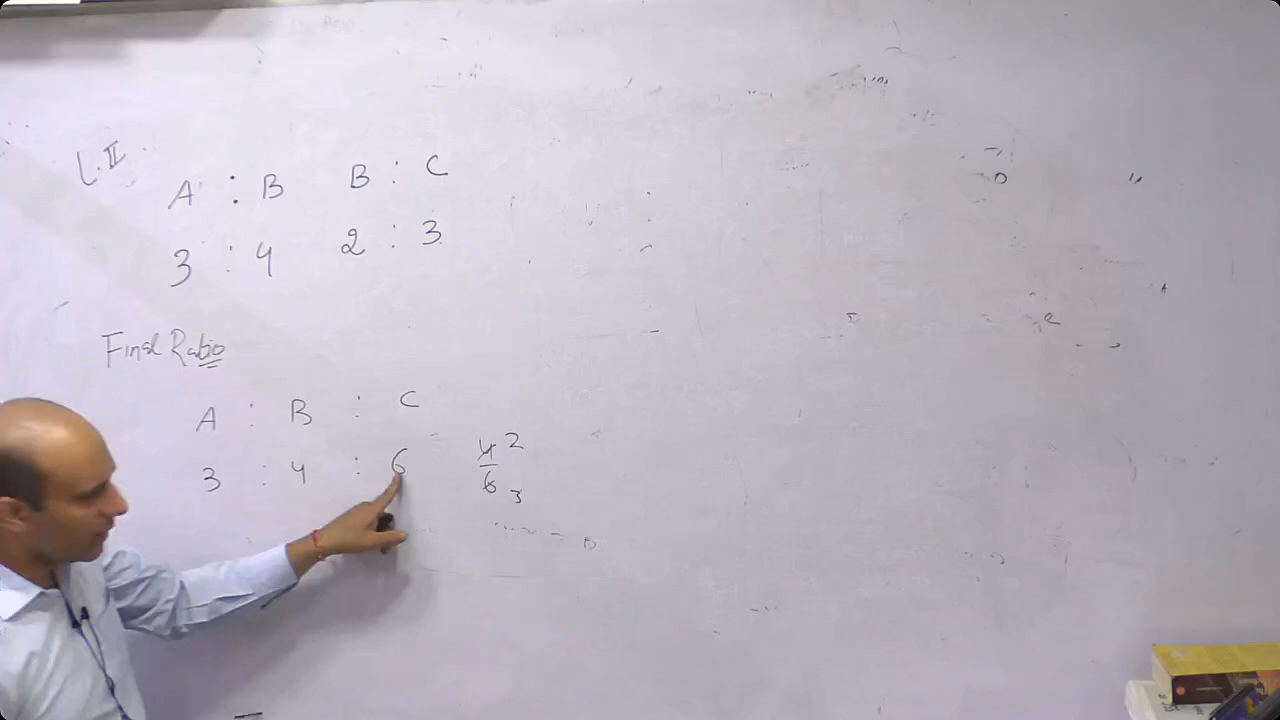 L.II
A : B B : C
3 : 4 2 : 3
Final Ratio
A : B : C
3 : 4 : 6
4 2
6 3